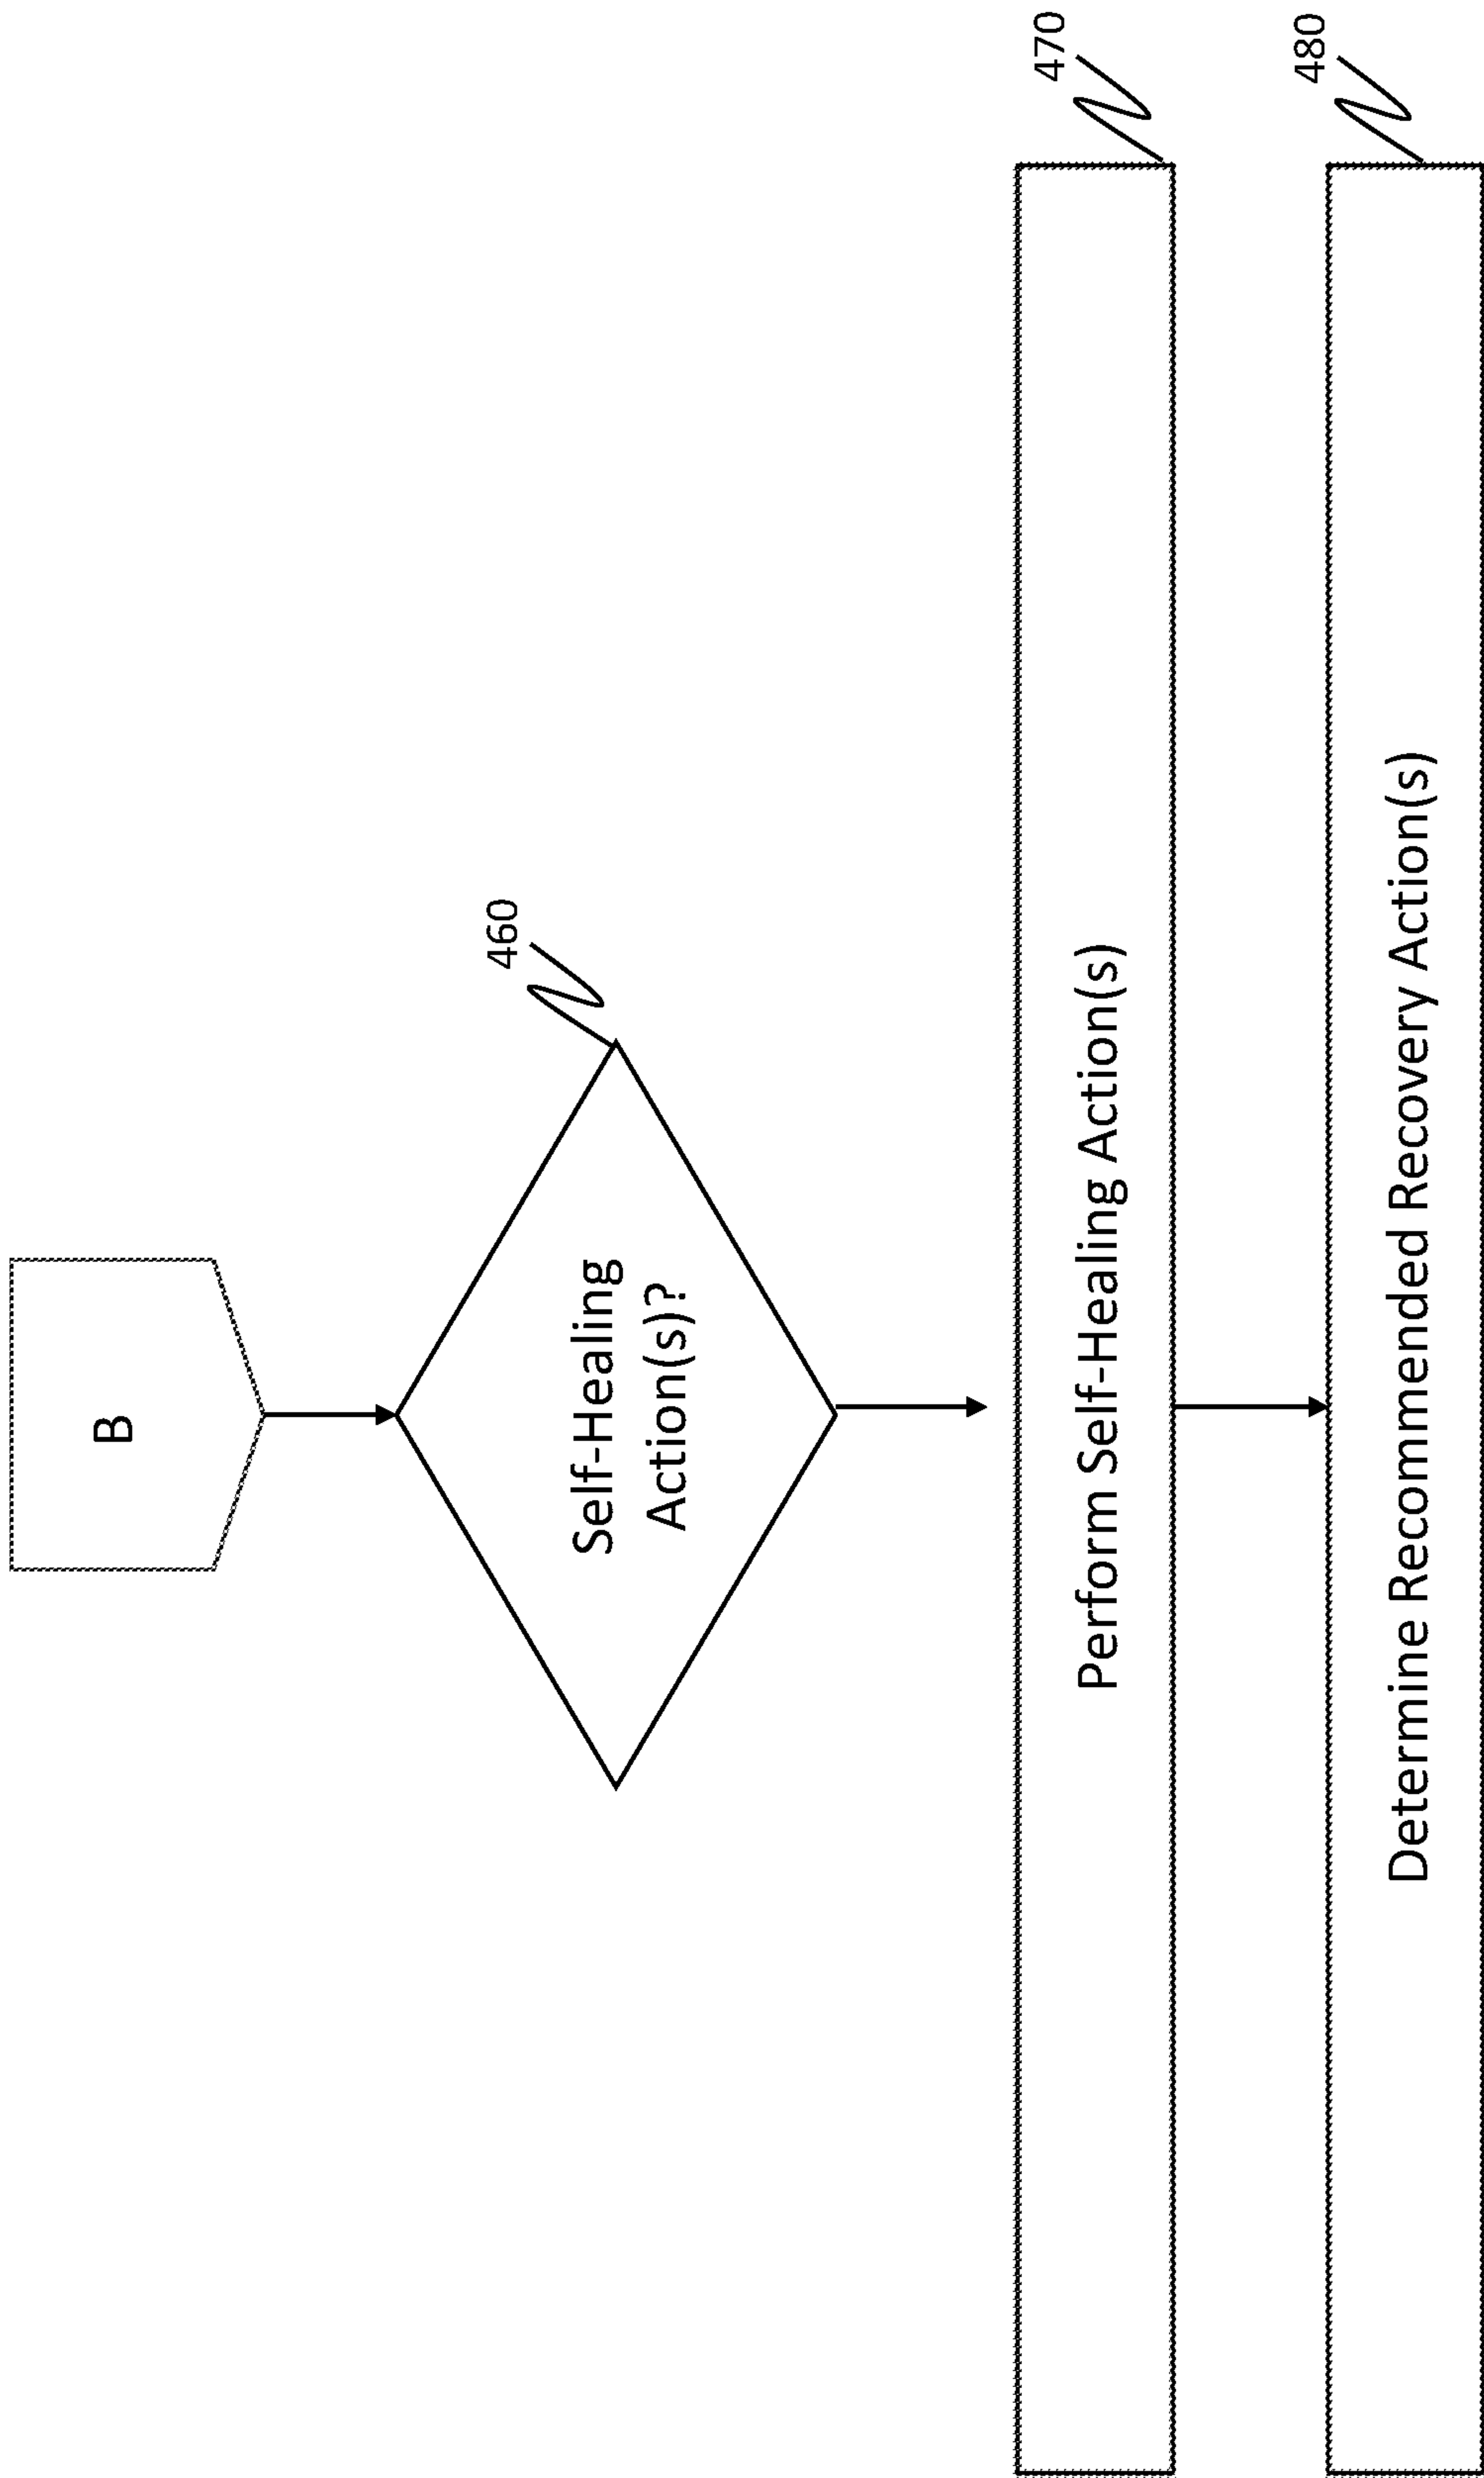 B
460
Self-Healing
Action(s)?
470
Perform Self-Healing Action(s)
480
Determine Recommended Recovery Action(s)